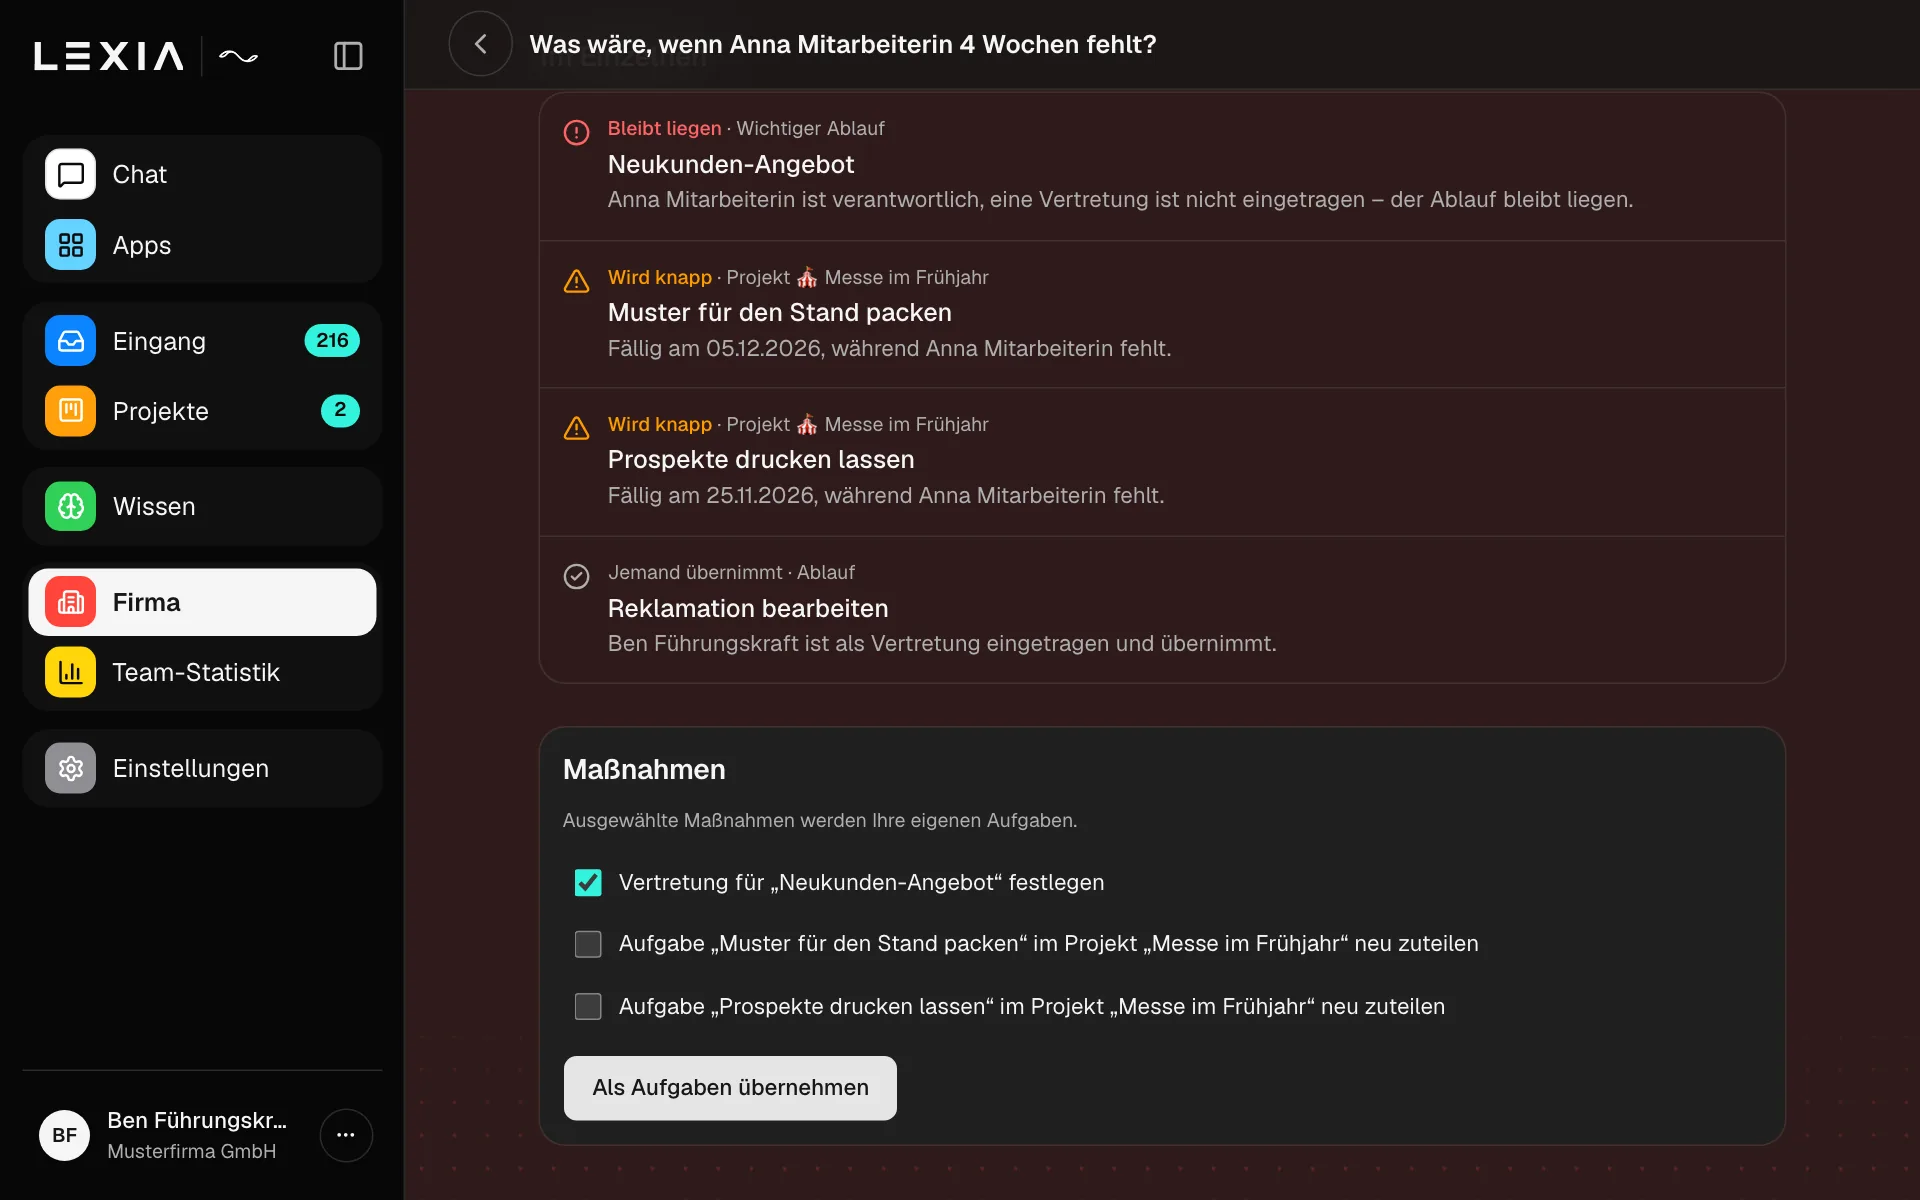 LEXIA
Was wäre, wenn Anna Mitarbeiterin 4 Wochen fehlt?
Im Einzelnen
Chat
Apps
Eingang 216
Projekte 2
Wissen
Firma
Team-Statistik
Einstellungen
BF
Ben Führungskr...
Musterfirma GmbH
Bleibt liegen · Wichtiger Ablauf
Neukunden-Angebot
Anna Mitarbeiterin ist verantwortlich, eine Vertretung ist nicht eingetragen – der Ablauf bleibt liegen.
Wird knapp · Projekt 🎪 Messe im Frühjahr
Muster für den Stand packen
Fällig am 05.12.2026, während Anna Mitarbeiterin fehlt.
Wird knapp · Projekt 🎪 Messe im Frühjahr
Prospekte drucken lassen
Fällig am 25.11.2026, während Anna Mitarbeiterin fehlt.
Jemand übernimmt · Ablauf
Reklamation bearbeiten
Ben Führungskraft ist als Vertretung eingetragen und übernimmt.
Maßnahmen
Ausgewählte Maßnahmen werden Ihre eigenen Aufgaben.
Vertretung für „Neukunden-Angebot“ festlegen
Aufgabe „Muster für den Stand packen“ im Projekt „Messe im Frühjahr“ neu zuteilen
Aufgabe „Prospekte drucken lassen“ im Projekt „Messe im Frühjahr“ neu zuteilen
Als Aufgaben übernehmen